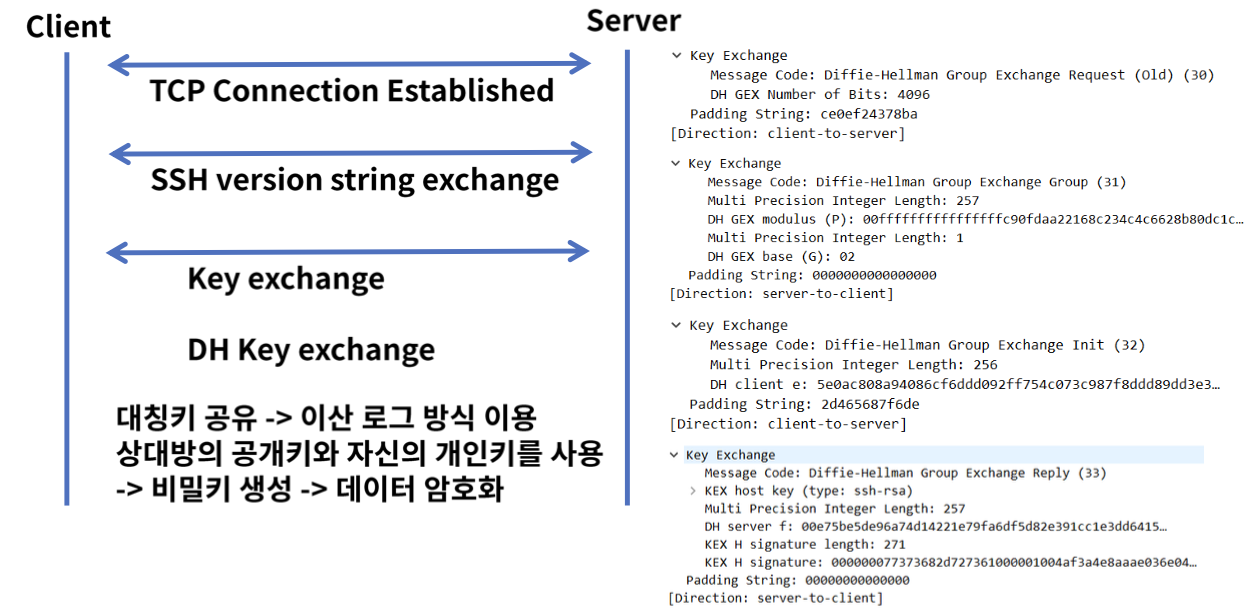 Client
Server
TCP Connection Established
SSH version string exchange
Key exchange
DH Key exchange
대칭키 공유 -> 이산 로그 방식 이용
상대방의 공개키와 자신의 개인키를 사용
-> 비밀키 생성 -> 데이터 암호화
Key Exchange
Message Code: Diffie-Hellman Group Exchange Request (Old) (30)
DH GEX Number of Bits: 4096
Padding String: ce0ef24378ba
[Direction: client-to-server]
Key Exchange
Message Code: Diffie-Hellman Group Exchange Group (31)
Multi Precision Integer Length: 257
DH GEX modulus (P): 00ffffffffffffffffc90fdaa22168c234c4c6628b80dc1c…
Multi Precision Integer Length: 1
DH GEX base (G): 02
Padding String: 0000000000000000
[Direction: server-to-client]
Key Exchange
Message Code: Diffie-Hellman Group Exchange Init (32)
Multi Precision Integer Length: 256
DH client e: 5e0ac808a94086cf6ddd092ff754c073c987f8ddd89dd3e3…
Padding String: 2d465687f6de
[Direction: client-to-server]
Key Exchange
Message Code: Diffie-Hellman Group Exchange Reply (33)
KEX host key (type: ssh-rsa)
Multi Precision Integer Length: 257
DH server f: 00e75be5de96a74d14221e79fa6df5d82e391cc1e3dd6415…
KEX H signature length: 271
KEX H signature: 000000077373682d727361000001004af3a4e8aaae036e04…
Padding String: 00000000000000
[Direction: server-to-client]